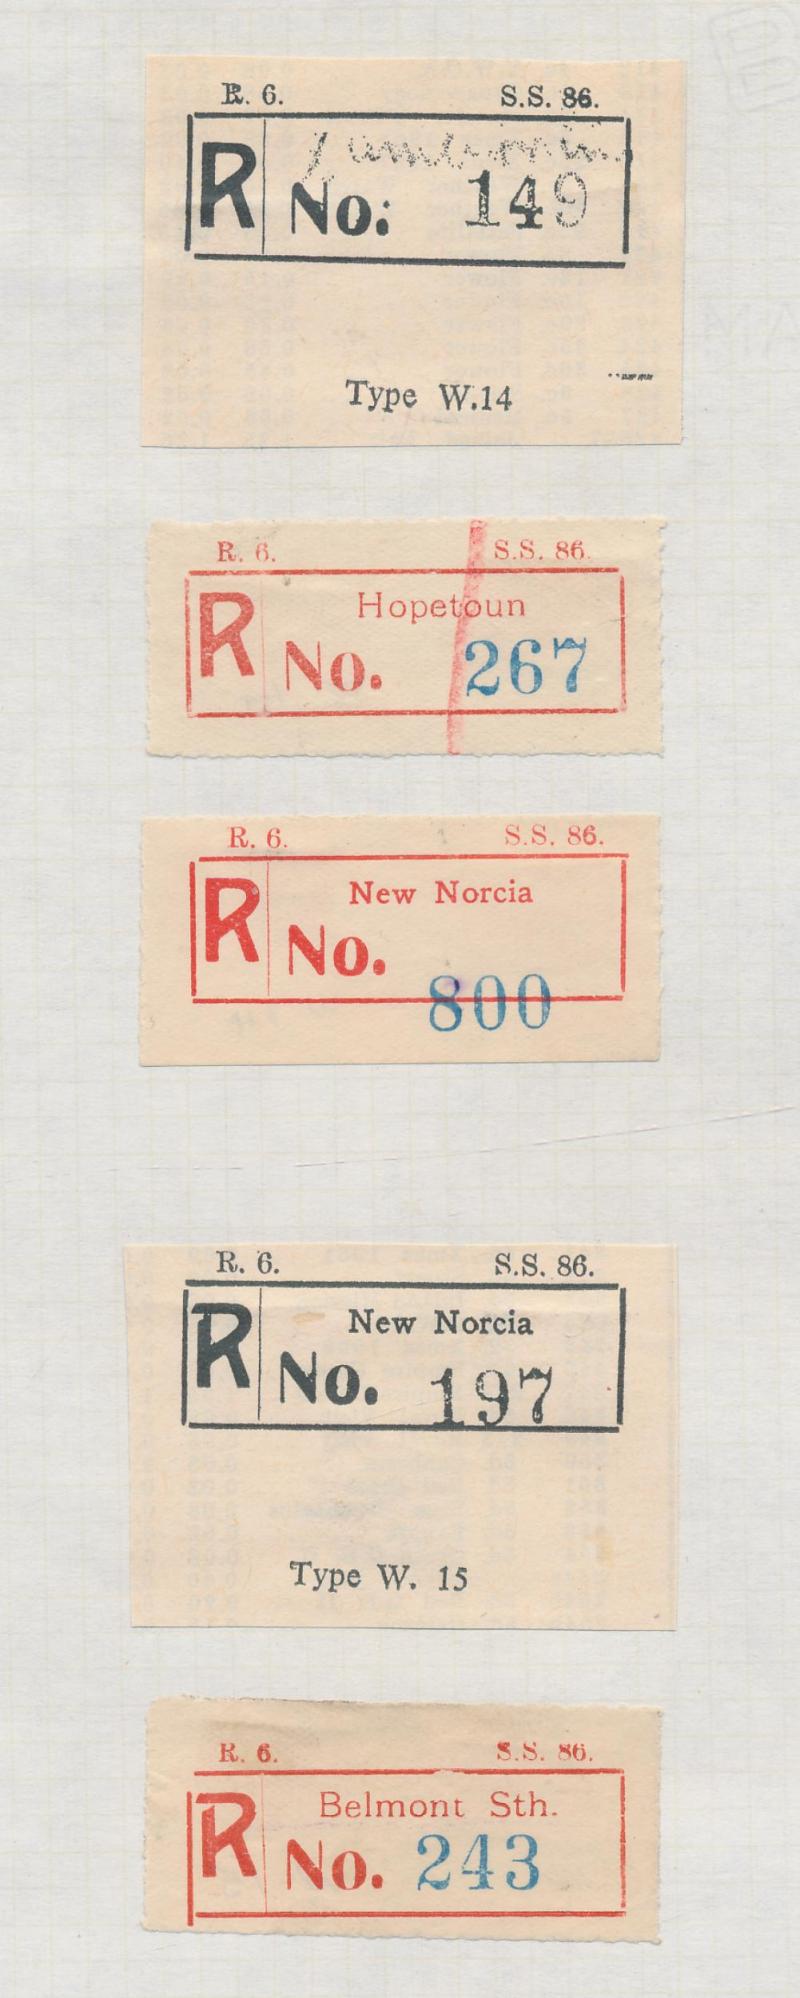 R. 6. S.S. 86.
R No. 149
Type W.14
R. 6. S.S. 86.
Hopetoun
R No. 267
R. 6. S.S. 86.
New Norcia
R No. 800
R. 6. S.S. 86.
New Norcia
R No. 197
Type W. 15
R. 6. S.S. 86.
Belmont Sth.
R No. 243